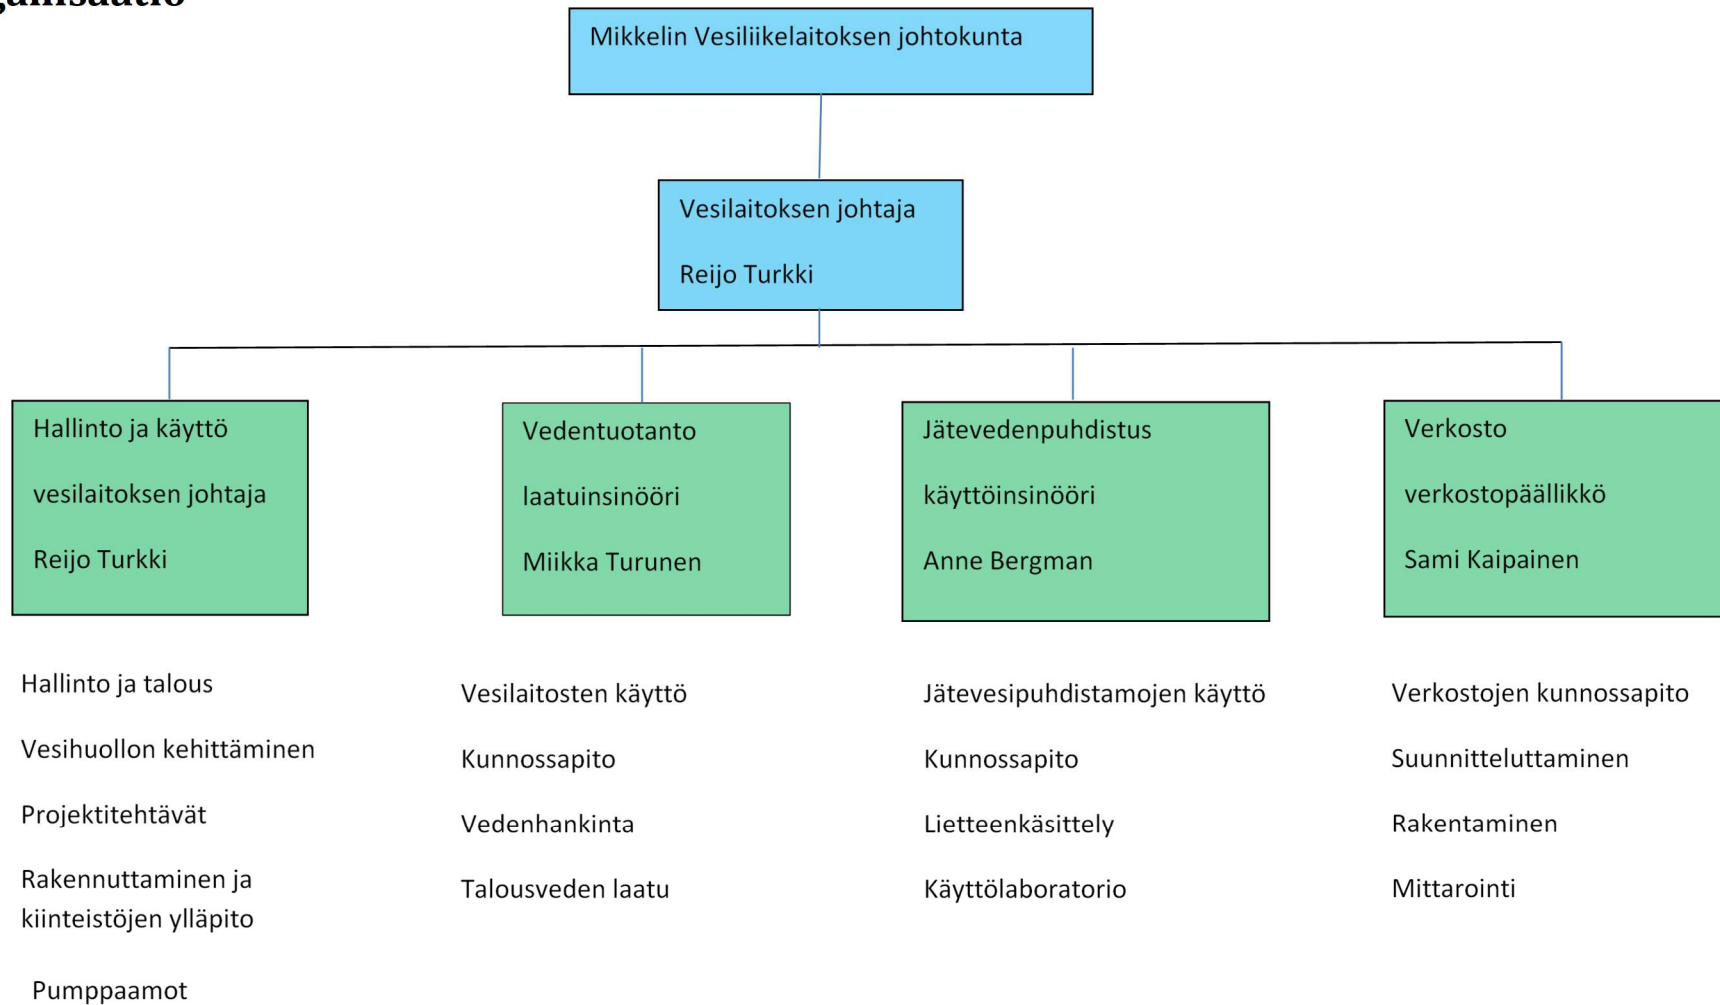 Mikkelin Vesiliikelaitoksen johtokunta
Vesilaitoksen johtaja
Reijo Turkki
Hallinto ja käyttö
vesilaitoksen johtaja
Reijo Turkki
Vedentuotanto
laatuinsinööri
Miikka Turunen
Jätevedenpuhdistus
käyttöinsinööri
Anne Bergman
Verkosto
verkostopäällikkö
Sami Kaipainen
Hallinto ja talous
Vesihuollon kehittäminen
Projektitehtävät
Rakennuttaminen ja
kiinteistöjen ylläpito
Pumppaamot
Vesilaitosten käyttö
Kunnossapito
Vedenhankinta
Talousveden laatu
Jätevesipuhdistamojen käyttö
Kunnossapito
Lietteenkäsittely
Käyttölaboratorio
Verkostojen kunnossapito
Suunnitteluttaminen
Rakentaminen
Mittarointi